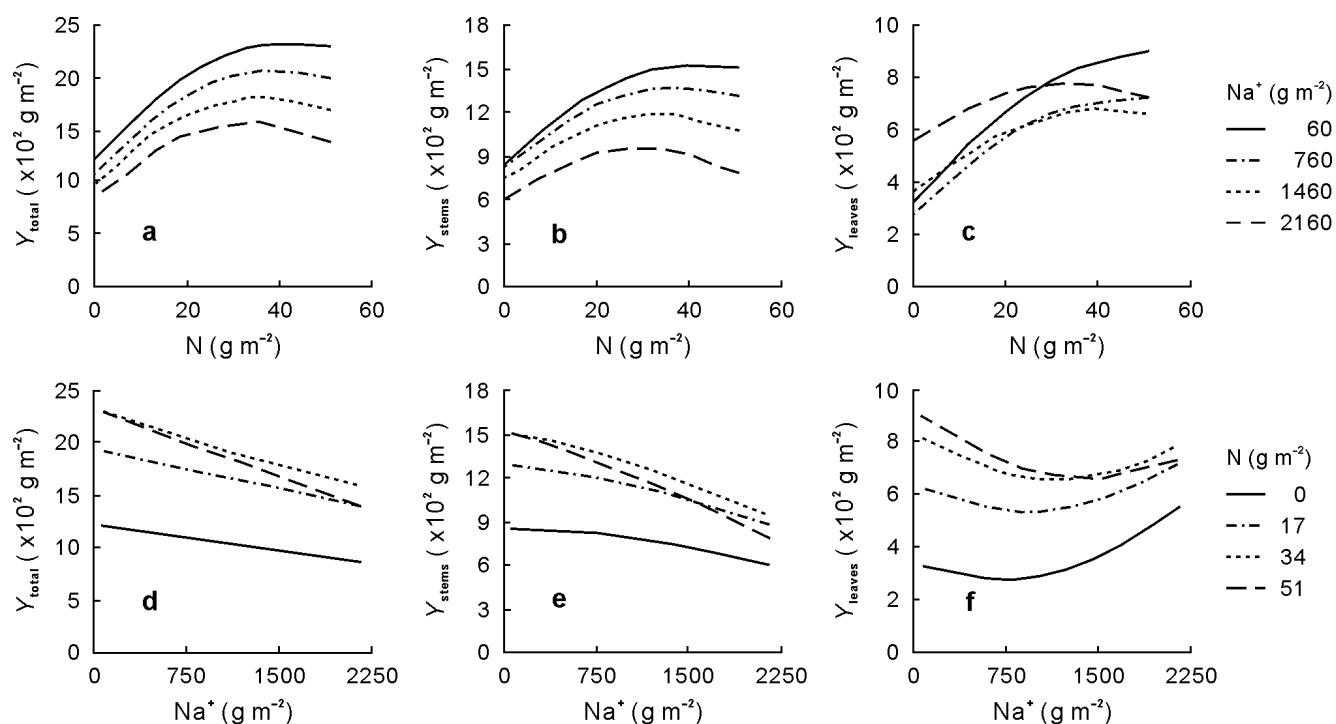 25
20
15
10
5
0
Y_total ( x10² g m⁻²)
a
0 20 40 60
N (g m⁻²)
18
15
12
9
6
3
0
Y_stems ( x10² g m⁻²)
b
0 20 40 60
N (g m⁻²)
10
8
6
4
2
0
Y_leaves ( x10² g m⁻²)
c
0 20 40 60
N (g m⁻²)
Na⁺ (g m⁻²)
60
760
1460
2160
25
20
15
10
5
0
Y_total ( x10² g m⁻²)
d
0 750 1500 2250
Na⁺ (g m⁻²)
18
15
12
9
6
3
0
Y_stems ( x10² g m⁻²)
e
0 750 1500 2250
Na⁺ (g m⁻²)
10
8
6
4
2
0
Y_leaves ( x10² g m⁻²)
f
0 750 1500 2250
Na⁺ (g m⁻²)
N (g m⁻²)
0
17
34
51